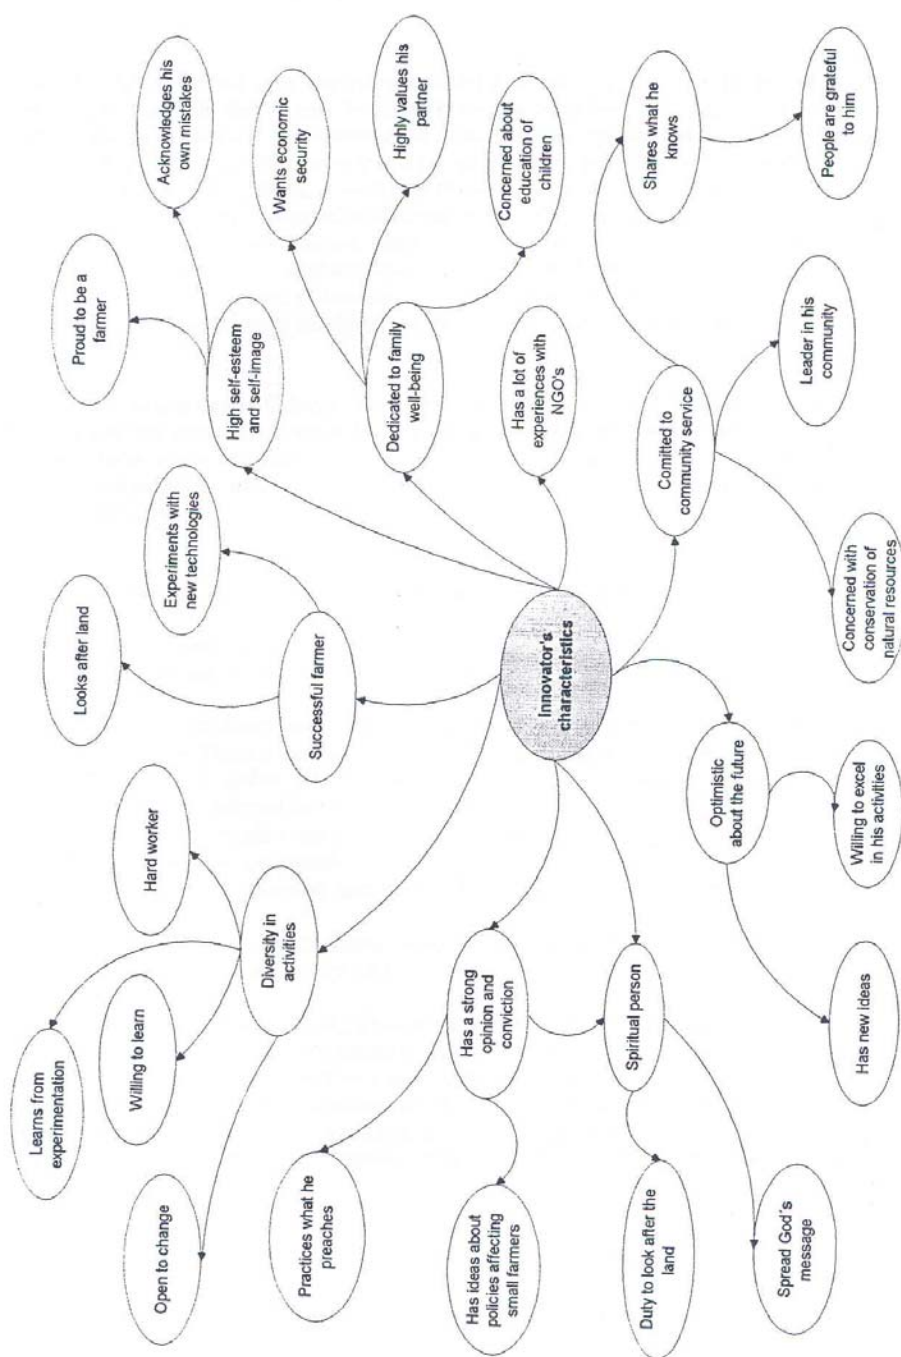 Learns from
experimentation
Proud to be a
farmer
Acknowledges his
own mistakes
Willing to learn
Hard worker
Looks after land
Open to change
Experiments with
new technologies
High self-esteem
and self-image
Wants economic
security
Diversity in
activities
Successful farmer
Practices what he
preaches
Dedicated to family
well-being
Highly values his
partner
Has a strong
opinion and
conviction
Concerned about
education of
children
Has ideas about
policies affecting
small farmers
Innovator's
characteristics
Has a lot of
experiences with
NGO's
Spiritual person
Duty to look after the
land
Comitted to
community service
Shares what he
knows
Optimistic
about the future
Spread God's
message
Leader in his
community
People are grateful
to him
Has new ideas
Willing to excel
in his activities
Concerned with
conservation of
natural resources